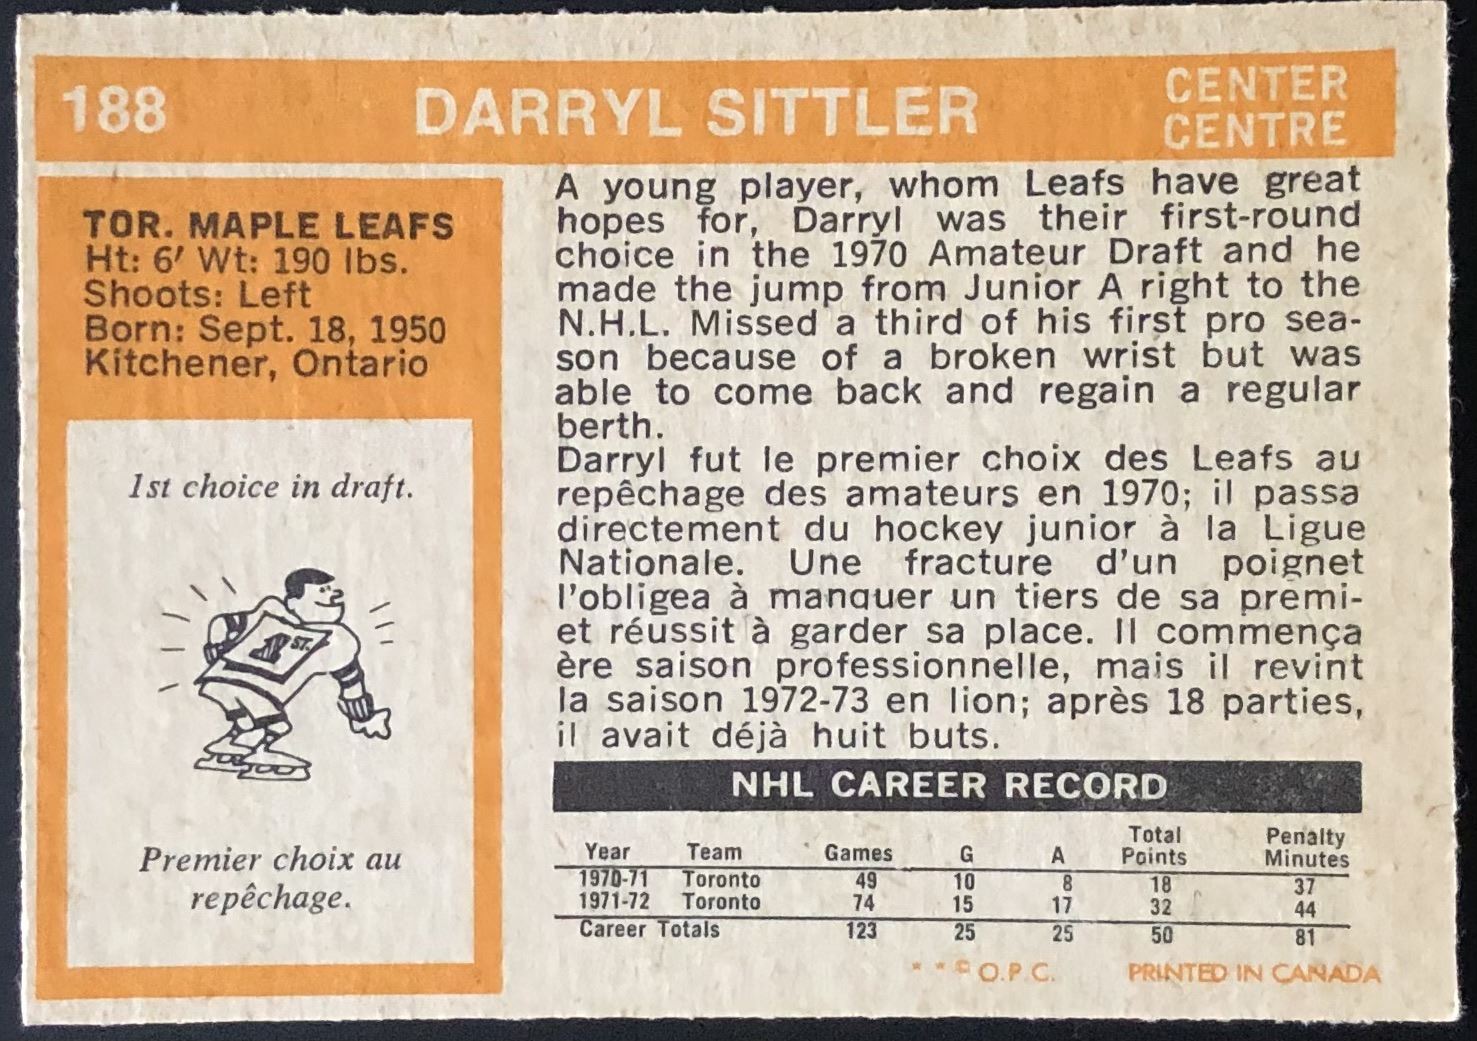 188
DARRYL SITTLER
CENTER
CENTRE
TOR. MAPLE LEAFS
Ht: 6′ Wt: 190 lbs.
Shoots: Left
Born: Sept. 18, 1950
Kitchener, Ontario
1st choice in draft.
1ST.
Premier choix au
repêchage.
A young player, whom Leafs have great
hopes for, Darryl was their first-round
choice in the 1970 Amateur Draft and he
made the jump from Junior A right to the
N.H.L. Missed a third of his first pro sea-
son because of a broken wrist but was
able to come back and regain a regular
berth.
Darryl fut le premier choix des Leafs au
repêchage des amateurs en 1970; il passa
directement du hockey junior à la Ligue
Nationale. Une fracture d'un poignet
l'obligea à manquer un tiers de sa premi-
et réussit à garder sa place. Il commença
ère saison professionnelle, mais il revint
la saison 1972-73 en lion; après 18 parties,
il avait déjà huit buts.
NHL CAREER RECORD
Year Team Games G A Total Points Penalty Minutes
1970-71 Toronto 49 10 8 18 37
1971-72 Toronto 74 15 17 32 44
Career Totals 123 25 25 50 81
* * © O.P.C. PRINTED IN CANADA